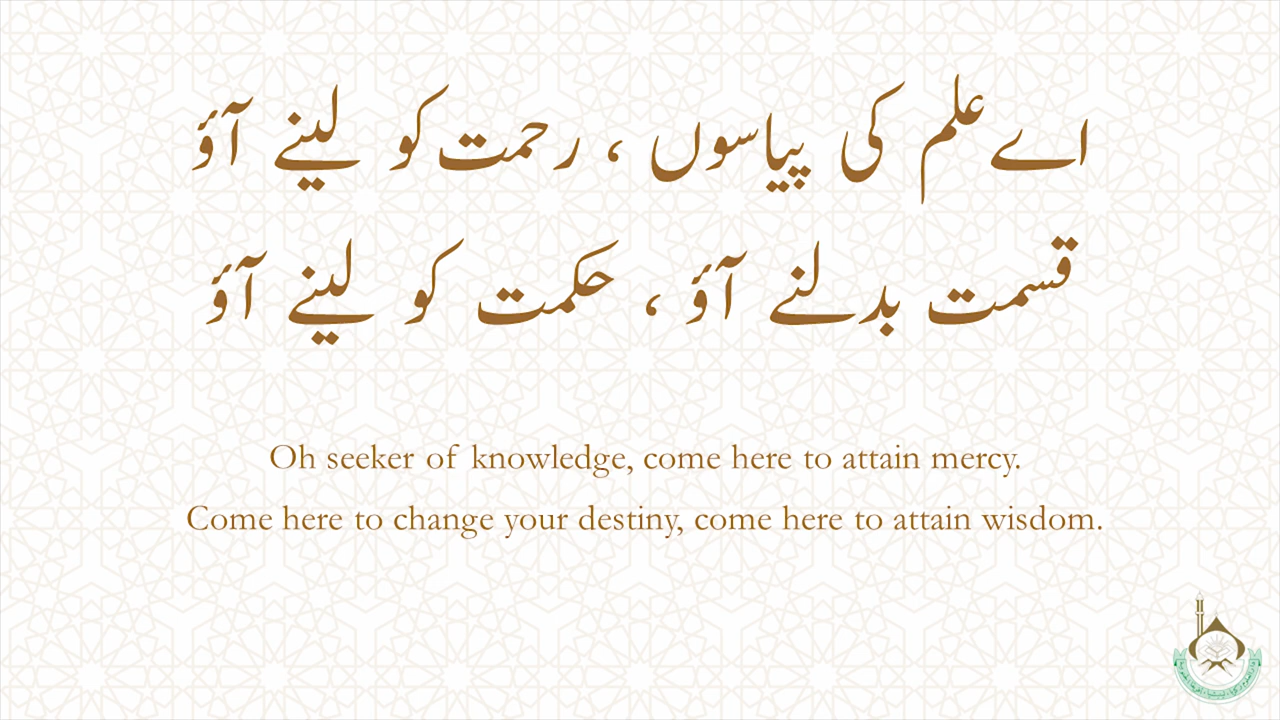 اے علم کی پیاسوں ، رحمت کو لینے آؤ
قسمت بدلنے آؤ ، حکمت کو لینے آؤ
Oh seeker of knowledge, come here to attain mercy.
Come here to change your destiny, come here to attain wisdom.